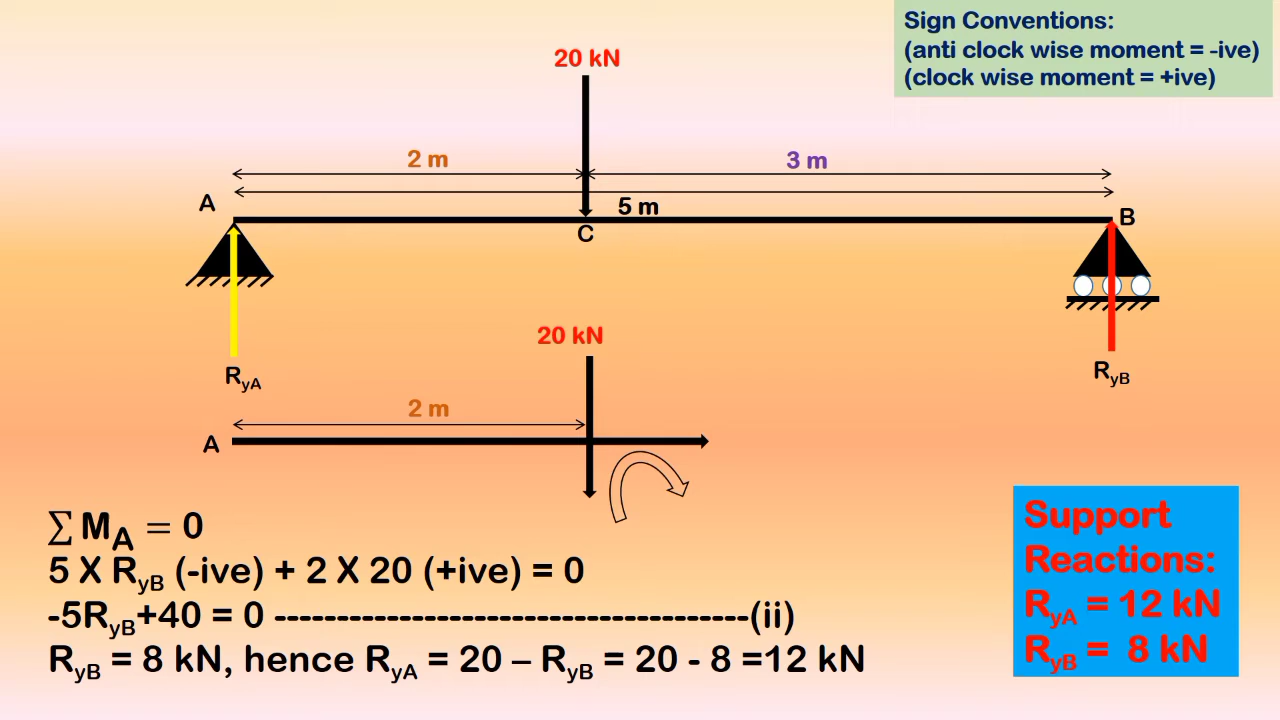 Sign Conventions:
(anti clock wise moment = -ive)
(clock wise moment = +ive)
20 kN
2 m
3 m
A
5 m
B
C
20 kN
RyA
RyB
2 m
A
∑ MA = 0
5 X RyB (-ive) + 2 X 20 (+ive) = 0
-5RyB+40 = 0 -------------------------------------(ii)
RyB = 8 kN, hence RyA = 20 – RyB = 20 - 8 =12 kN
Support
Reactions:
RyA = 12 kN
RyB = 8 kN